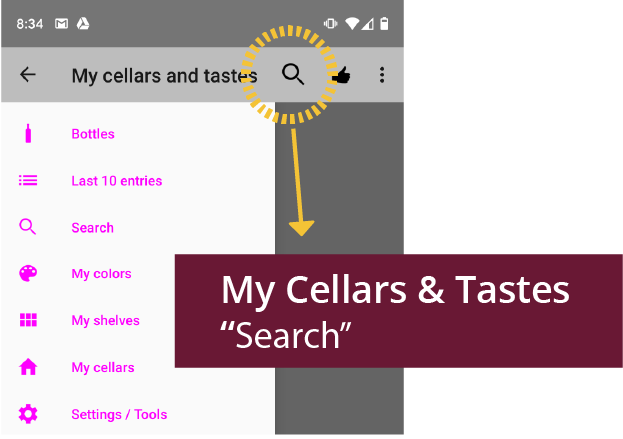 8:34
My cellars and tastes
Bottles
Last 10 entries
Search
My colors
My shelves
My cellars
Settings / Tools
My Cellars & Tastes
“Search”